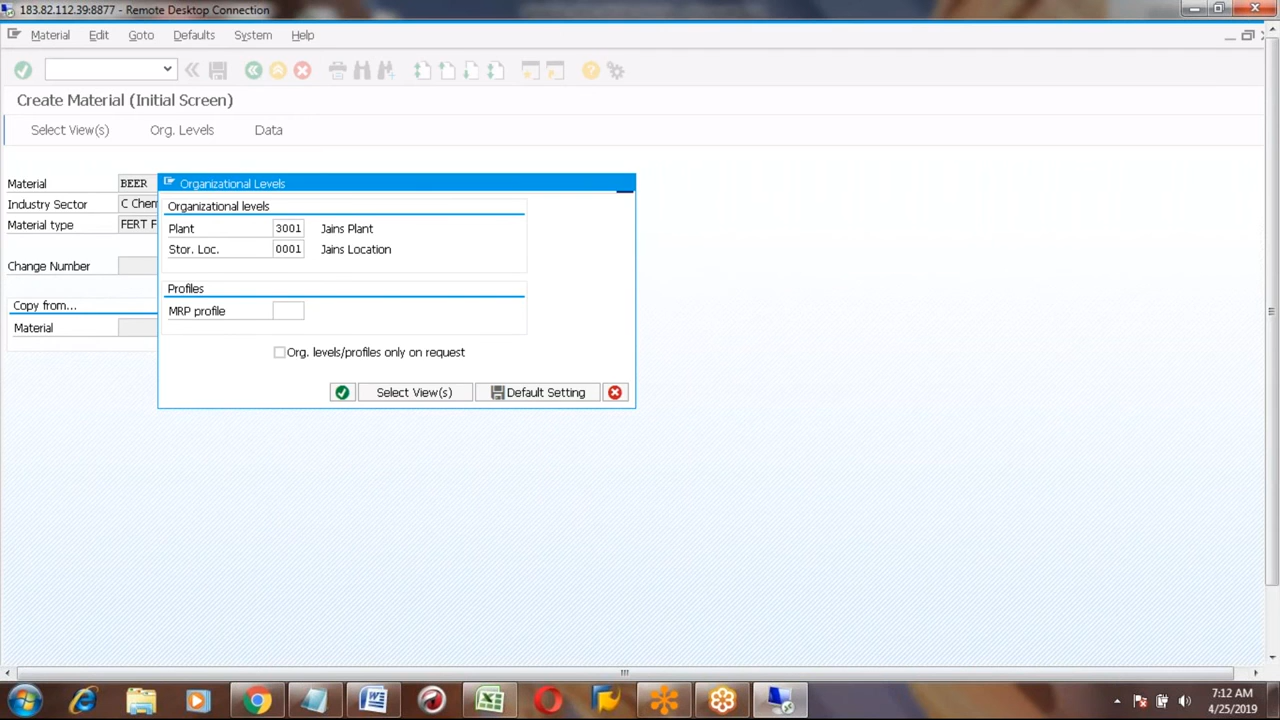 183.82.112.39:8877 - Remote Desktop Connection
Material Edit Goto Defaults System Help
Create Material (Initial Screen)
Select View(s) Org. Levels Data
Material BEER
Industry Sector C Chem
Material type FERT F
Change Number
Copy from...
Material
Organizational Levels
Organizational levels
Plant 3001 Jains Plant
Stor. Loc. 0001 Jains Location
Profiles
MRP profile
Org. levels/profiles only on request
Select View(s) Default Setting
7:12 AM
4/25/2019